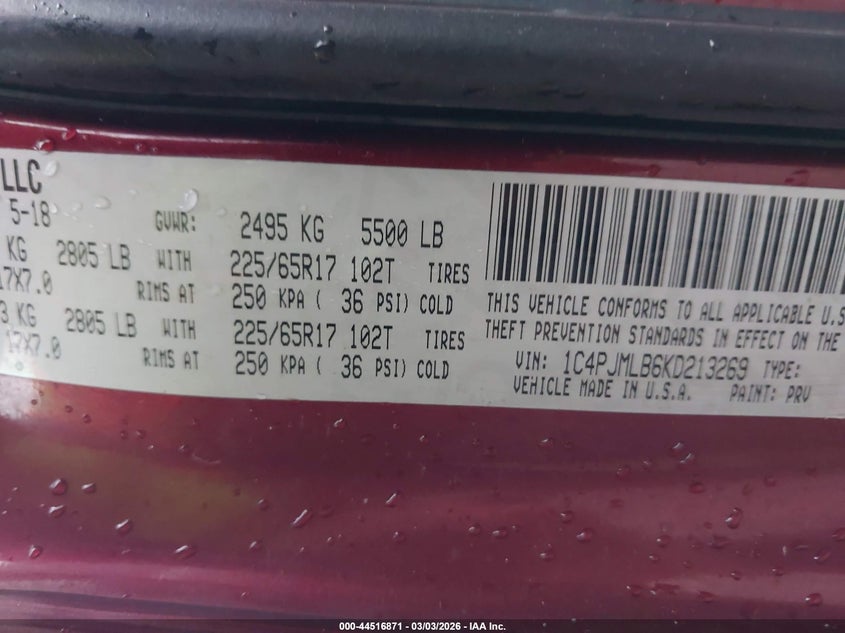 LLC
5-18 GVWR: 2495 KG 5500 LB
KG 2805 LB WITH 225/65R17 102T TIRES
17X7.0 RIMS AT 250 KPA ( 36 PSI) COLD
3 KG 2805 LB WITH 225/65R17 102T TIRES
17X7.0 RIMS AT 250 KPA ( 36 PSI) COLD
THIS VEHICLE CONFORMS TO ALL APPLICABLE U.S
THEFT PREVENTION STANDARDS IN EFFECT ON THE
VIN: 1C4PJMLB6KD213269 TYPE:
VEHICLE MADE IN U.S.A. PAINT: PRV
000-44516871 | 03/03/2026 - IAA Inc.